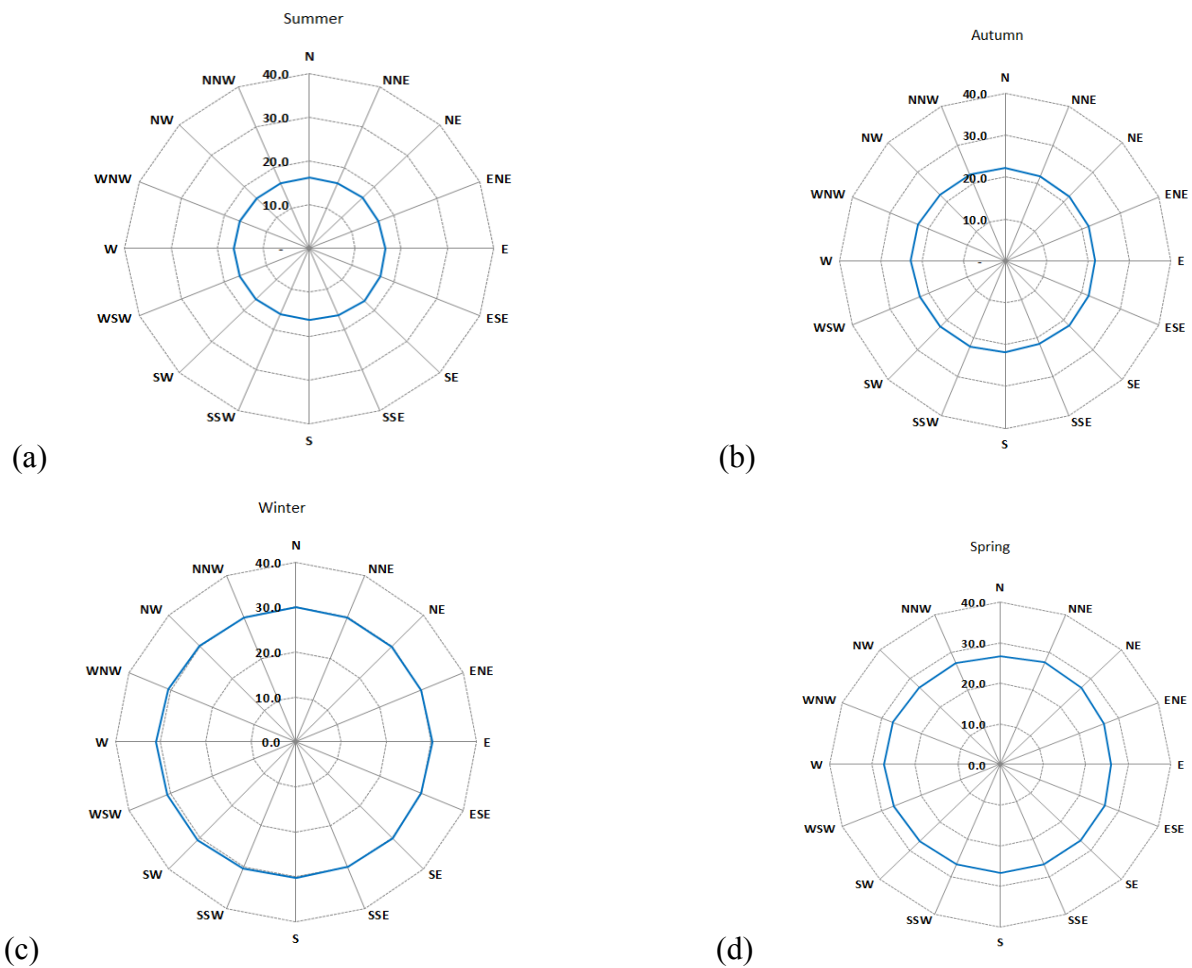 Summer
N
40.0
NNW
NNE
30.0
NW
NE
20.0
WNW
ENE
10.0
W
-
E
WSW
ESE
SW
SE
SSW
SSE
S
(a)
Autumn
N
40.0
NNW
NNE
30.0
NW
NE
20.0
WNW
ENE
10.0
W
-
E
WSW
ESE
SW
SE
SSW
SSE
S
(b)
Winter
N
40.0
NNW
NNE
30.0
NW
NE
20.0
WNW
ENE
10.0
W
0.0
E
WSW
ESE
SW
SE
SSW
SSE
S
(c)
Spring
N
40.0
NNW
NNE
30.0
NW
NE
20.0
WNW
ENE
10.0
W
0.0
E
WSW
ESE
SW
SE
SSW
SSE
S
(d)